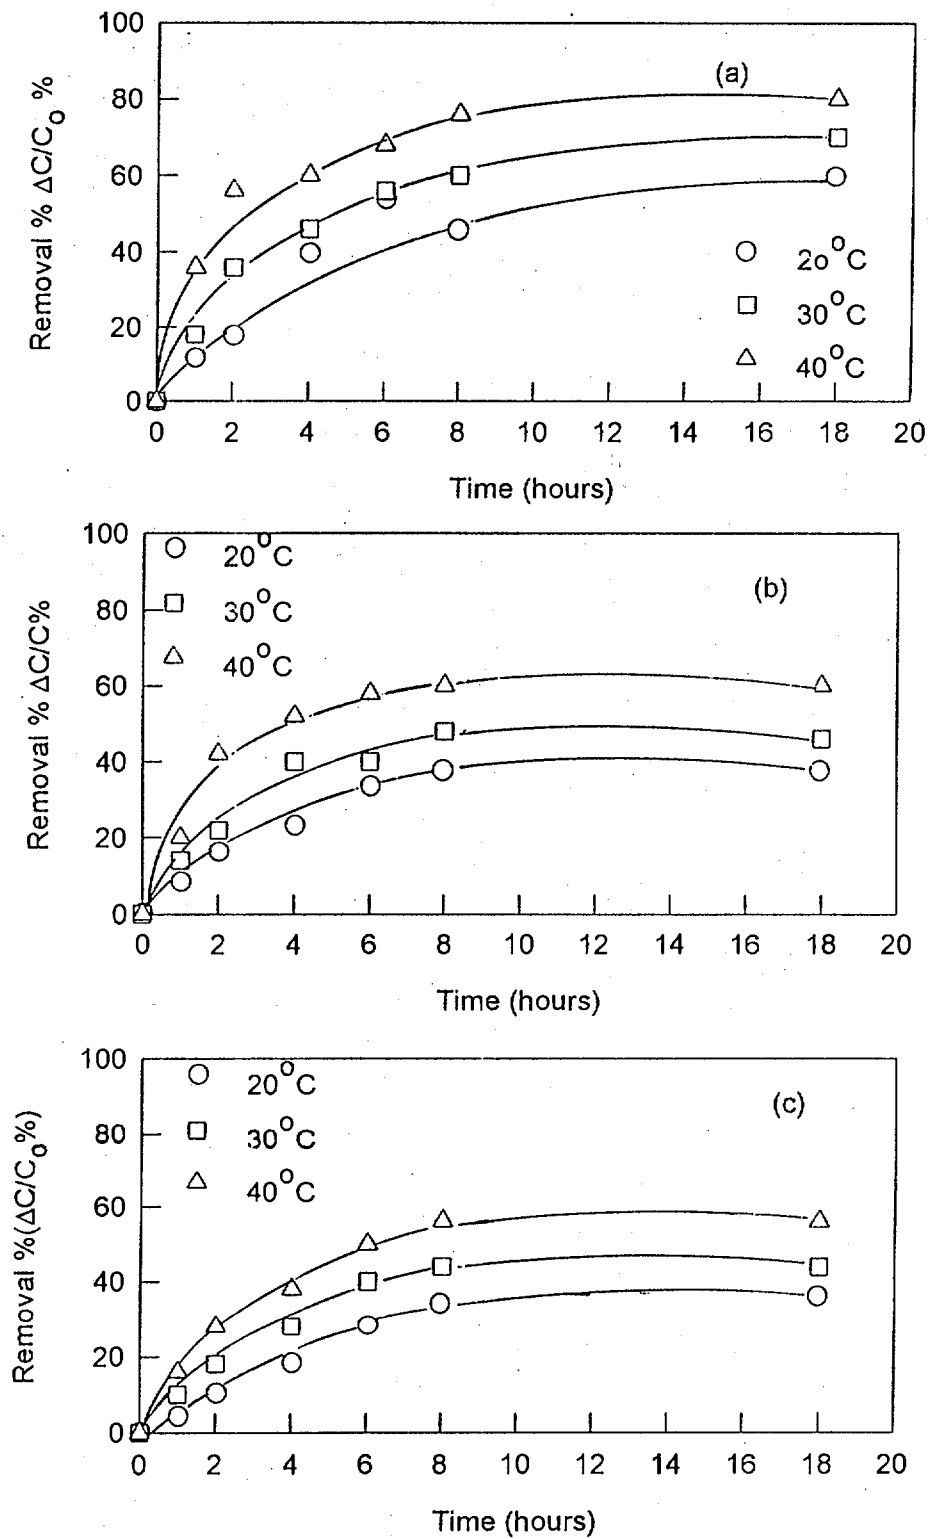 100
80
60
40
20
0
Removal % ΔC/C₀ %
(a)
2o°C
30°C
40°C
0 2 4 6 8 10 12 14 16 18 20
Time (hours)
100
80
60
40
20
0
Removal % ΔC/C%
20°C
30°C
40°C
(b)
0 2 4 6 8 10 12 14 16 18 20
Time (hours)
100
80
60
40
20
0
Removal %(ΔC/C₀%)
20°C
30°C
40°C
(c)
0 2 4 6 8 10 12 14 16 18 20
Time (hours)